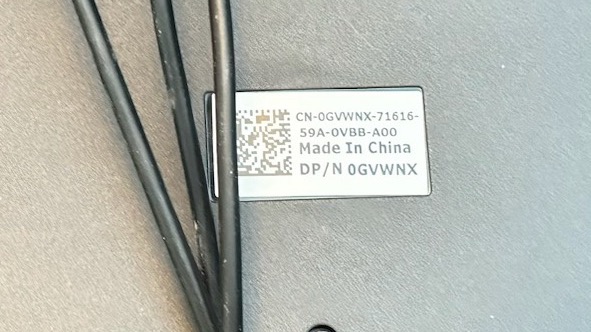 CN-0GVWNX-71616-
59A-0VBB-A00
Made In China
DP/N 0GVWNX